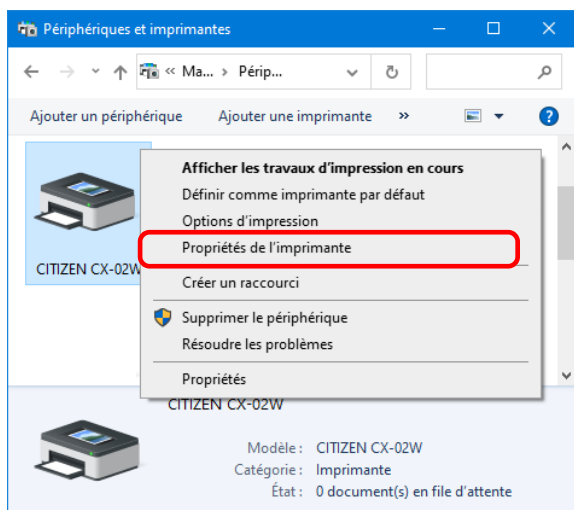 Périphériques et imprimantes
« Ma... › Périp...
Ajouter un périphérique Ajouter une imprimante »
CITIZEN CX-02W
Afficher les travaux d'impression en cours
Définir comme imprimante par défaut
Options d'impression
Propriétés de l'imprimante
Créer un raccourci
Supprimer le périphérique
Résoudre les problèmes
Propriétés
CITIZEN CX-02W
Modèle : CITIZEN CX-02W
Catégorie : Imprimante
État : 0 document(s) en file d'attente